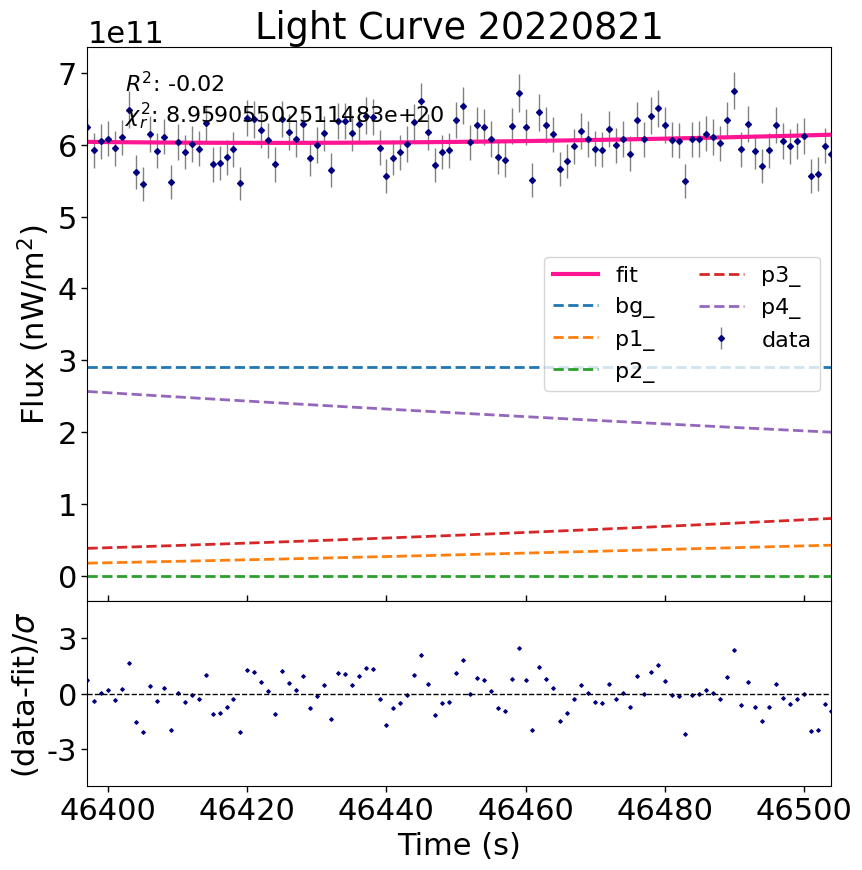 Light Curve 20220821
1e11
R²: -0.02
χ²ᵣ: 8.95905502511483e+20
7
6
5
4
3
2
1
0
Flux (nW/m²)
fit
bg_
p1_
p2_
p3_
p4_
data
3
0
-3
(data-fit)/σ
46400
46420
46440
46460
46480
46500
Time (s)